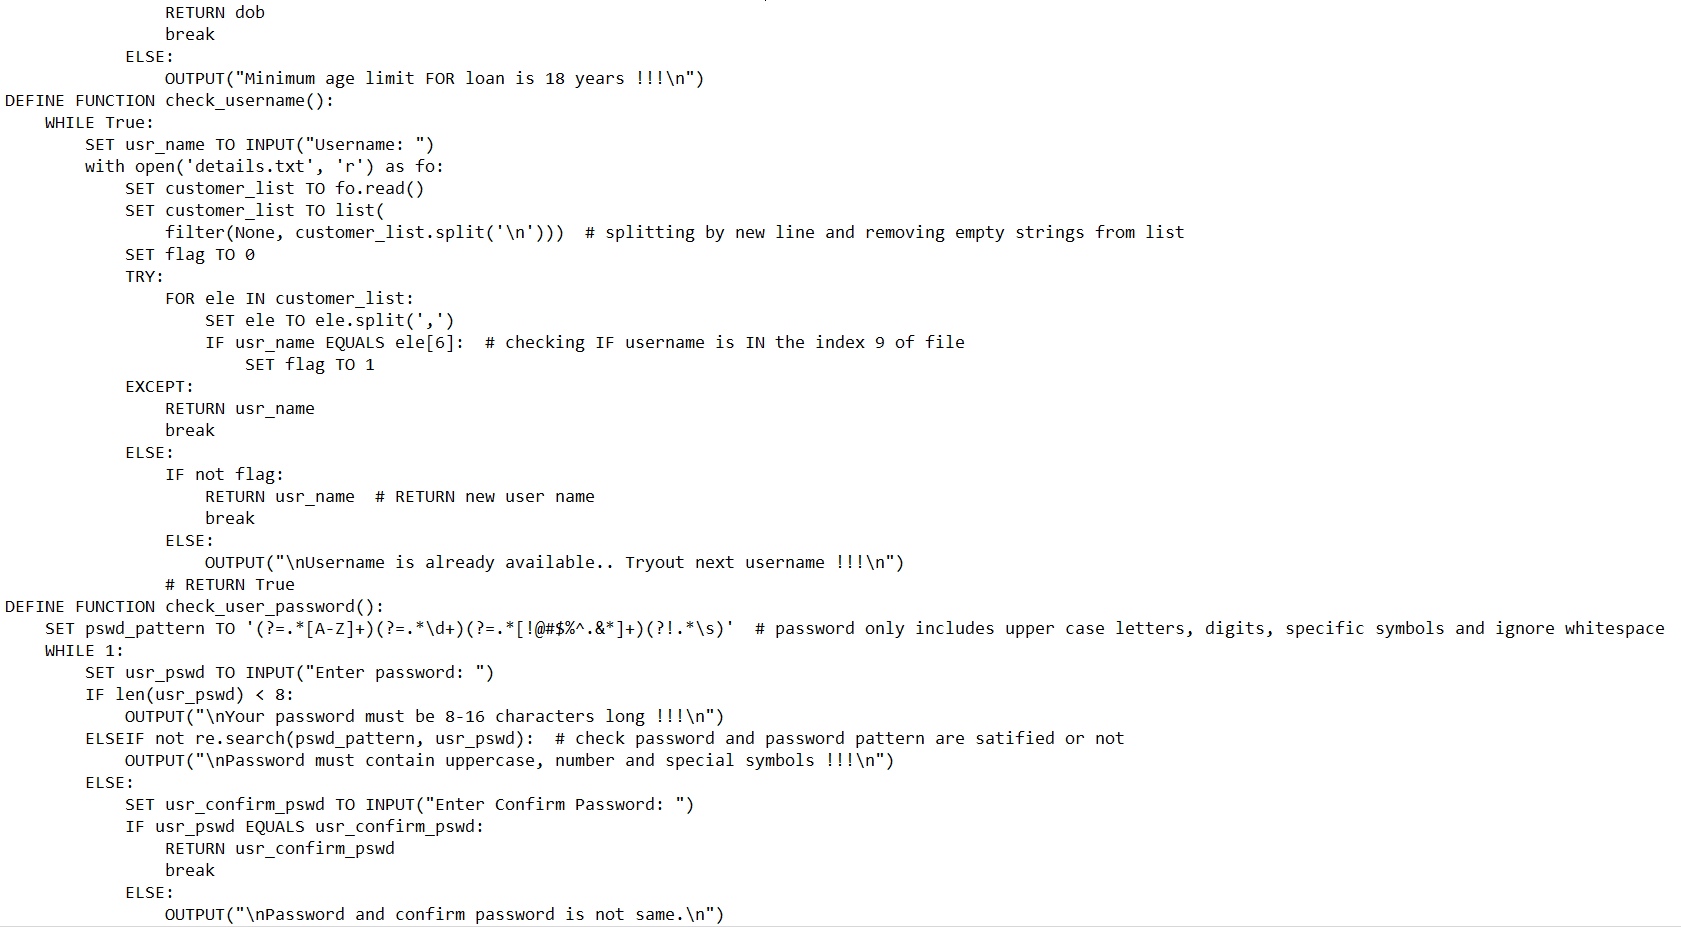 RETURN dob
                break
            ELSE:
                OUTPUT("Minimum age limit FOR loan is 18 years !!!\n")
DEFINE FUNCTION check_username():
    WHILE True:
        SET usr_name TO INPUT("Username: ")
        with open('details.txt', 'r') as fo:
            SET customer_list TO fo.read()
            SET customer_list TO list(
                filter(None, customer_list.split('\n')))  # splitting by new line and removing empty strings from list
            SET flag TO 0
            TRY:
                FOR ele IN customer_list:
                    SET ele TO ele.split(',')
                    IF usr_name EQUALS ele[6]:  # checking IF username is IN the index 9 of file
                        SET flag TO 1
            EXCEPT:
                RETURN usr_name
                break
            ELSE:
                IF not flag:
                    RETURN usr_name  # RETURN new user name
                    break
                ELSE:
                    OUTPUT("\nUsername is already available.. Tryout next username !!!\n")
                # RETURN True
DEFINE FUNCTION check_user_password():
    SET pswd_pattern TO '(?=.*[A-Z]+)(?=.*\d+)(?=.*[!@#$%^.&*]+)(?!.*\s)'  # password only includes upper case letters, digits, specific symbols and ignore whitespace
    WHILE 1:
        SET usr_pswd TO INPUT("Enter password: ")
        IF len(usr_pswd) < 8:
            OUTPUT("\nYour password must be 8-16 characters long !!!\n")
        ELSEIF not re.search(pswd_pattern, usr_pswd):  # check password and password pattern are satified or not
            OUTPUT("\nPassword must contain uppercase, number and special symbols !!!\n")
        ELSE:
            SET usr_confirm_pswd TO INPUT("Enter Confirm Password: ")
            IF usr_pswd EQUALS usr_confirm_pswd:
                RETURN usr_confirm_pswd
                break
            ELSE:
                OUTPUT("\nPassword and confirm password is not same.\n")